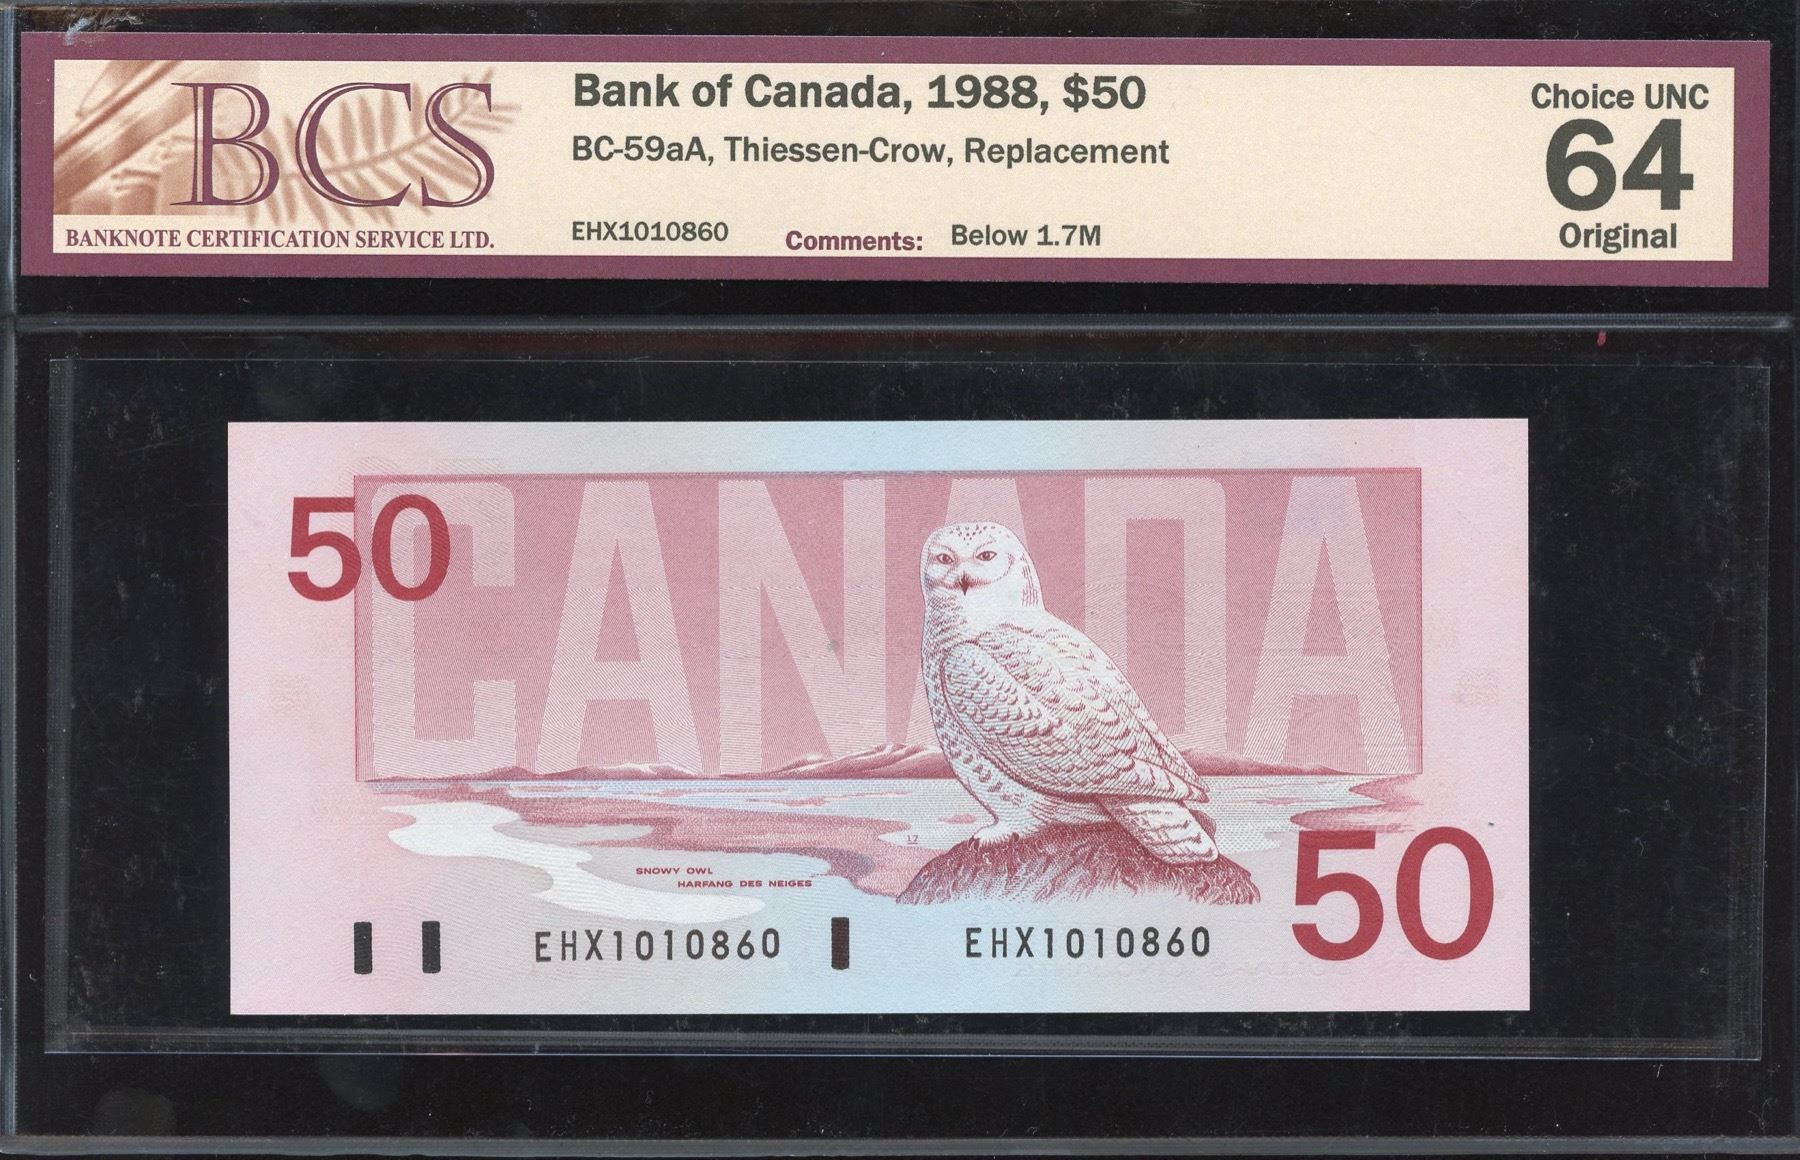 BCS
BANKNOTE CERTIFICATION SERVICE LTD.
Bank of Canada, 1988, $50
BC-59aA, Thiessen-Crow, Replacement
EHX1010860 Comments: Below 1.7M
Choice UNC
64
Original
50
CANADA
17
SNOWY OWL
HARFANG DES NEIGES
EHX1010860 EHX1010860
50